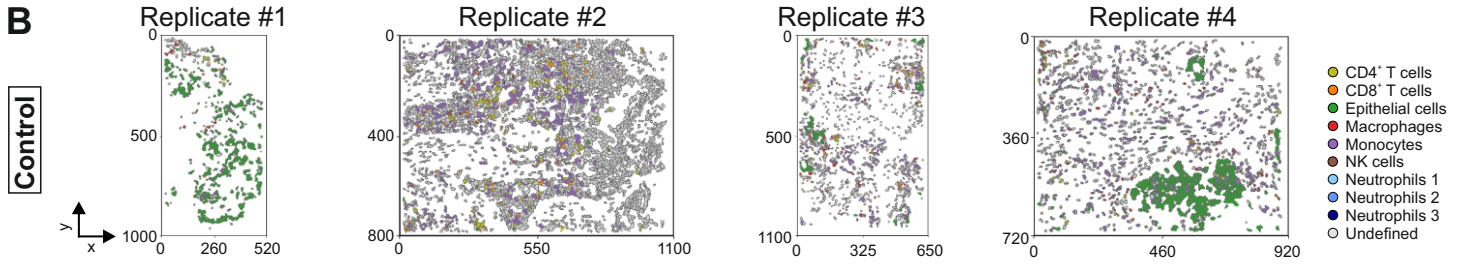 B
Control
Replicate #1
0
500
1000
0
260
520
y
x
Replicate #2
0
400
800
0
550
1100
Replicate #3
0
500
1100
0
325
650
Replicate #4
0
360
720
0
460
920
CD4⁺ T cells
CD8⁺ T cells
Epithelial cells
Macrophages
Monocytes
NK cells
Neutrophils 1
Neutrophils 2
Neutrophils 3
Undefined